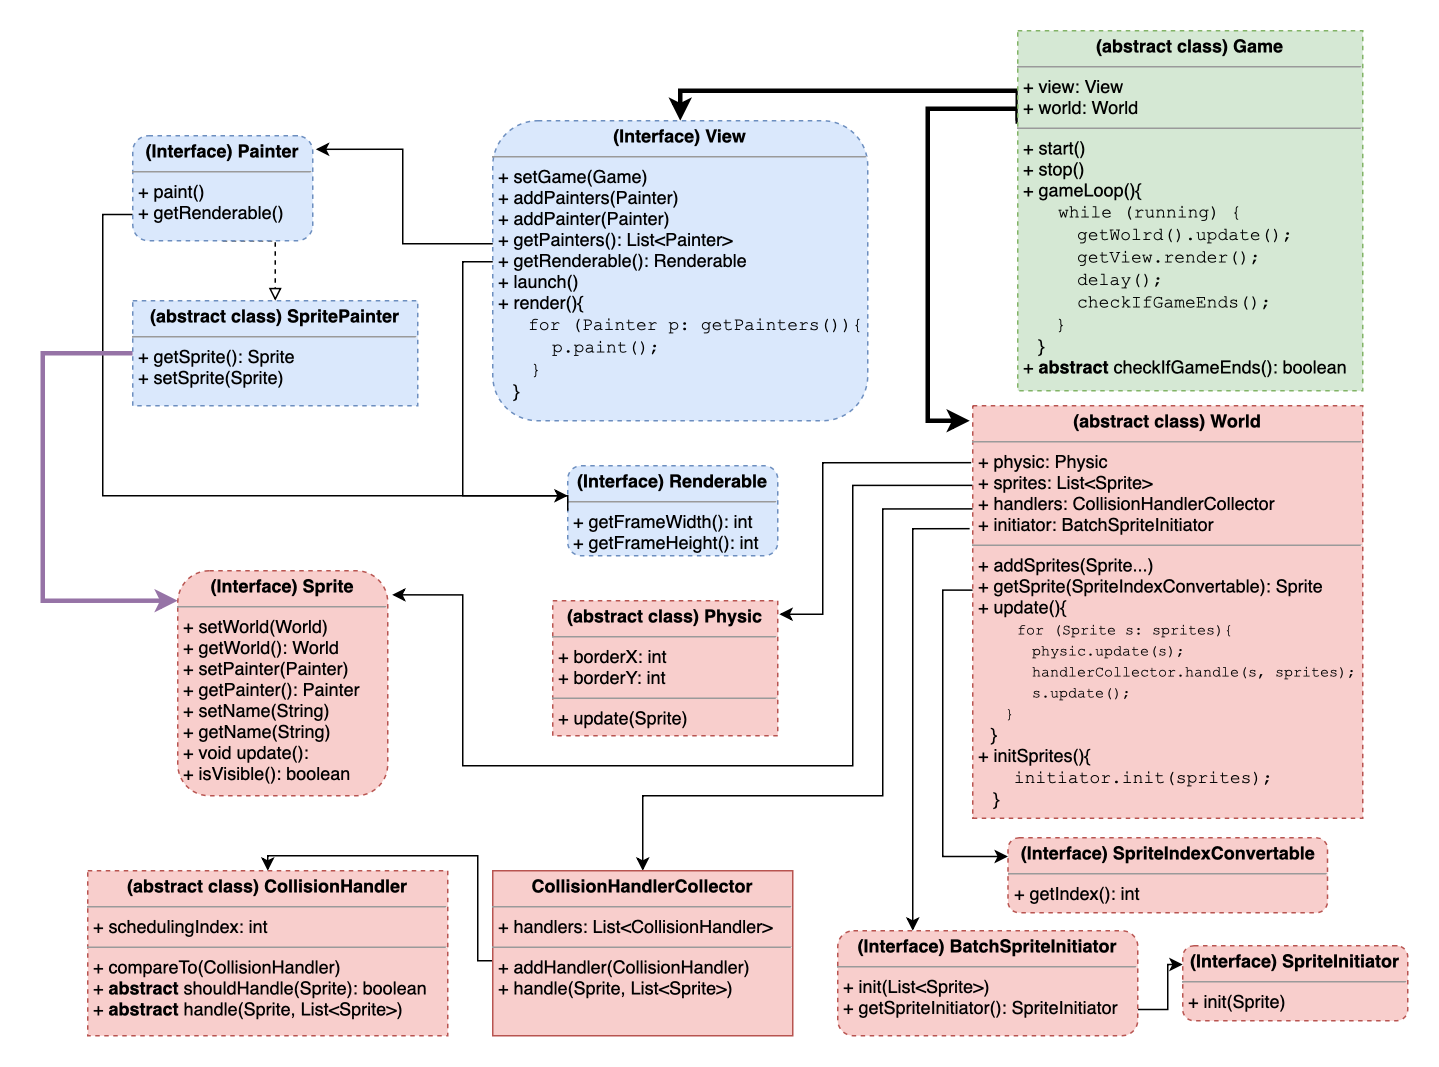 (abstract class) Game
+ view: View
+ world: World
+ start()
+ stop()
+ gameLoop(){
while (running) {
getWolrd().update();
getView.render();
delay();
checkIfGameEnds();
}
}
+ abstract checkIfGameEnds(): boolean
(Interface) View
+ setGame(Game)
+ addPainters(Painter)
+ addPainter(Painter)
+ getPainters(): List<Painter>
+ getRenderable(): Renderable
+ launch()
+ render(){
for (Painter p: getPainters()){
p.paint();
}
}
(Interface) Painter
+ paint()
+ getRenderable()
(abstract class) SpritePainter
+ getSprite(): Sprite
+ setSprite(Sprite)
(Interface) Renderable
+ getFrameWidth(): int
+ getFrameHeight(): int
(abstract class) World
+ physic: Physic
+ sprites: List<Sprite>
+ handlers: CollisionHandlerCollector
+ initiator: BatchSpriteInitiator
+ addSprites(Sprite...)
+ getSprite(SpriteIndexConvertable): Sprite
+ update(){
for (Sprite s: sprites){
physic.update(s);
handlerCollector.handle(s, sprites);
s.update();
}
}
+ initSprites(){
initiator.init(sprites);
}
(Interface) Sprite
+ setWorld(World)
+ getWorld(): World
+ setPainter(Painter)
+ getPainter(): Painter
+ setName(String)
+ getName(String)
+ void update():
+ isVisible(): boolean
(abstract class) Physic
+ borderX: int
+ borderY: int
+ update(Sprite)
(abstract class) CollisionHandler
+ schedulingIndex: int
+ compareTo(CollisionHandler)
+ abstract shouldHandle(Sprite): boolean
+ abstract handle(Sprite, List<Sprite>)
CollisionHandlerCollector
+ handlers: List<CollisionHandler>
+ addHandler(CollisionHandler)
+ handle(Sprite, List<Sprite>)
(Interface) SpriteIndexConvertable
+ getIndex(): int
(Interface) BatchSpriteInitiator
+ init(List<Sprite>)
+ getSpriteInitiator(): SpriteInitiator
(Interface) SpriteInitiator
+ init(Sprite)